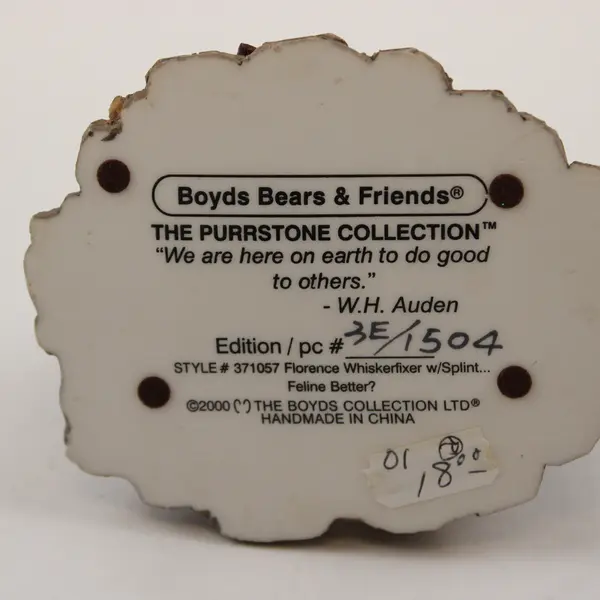 Boyds Bears & Friends®
THE PURRSTONE COLLECTION™
“We are here on earth to do good
to others.”
- W.H. Auden
Edition / pc # 3E/1504
STYLE # 371057 Florence Whiskerfixer w/Splint...
Feline Better?
©2000 THE BOYDS COLLECTION LTD®
HANDMADE IN CHINA
01
18.00